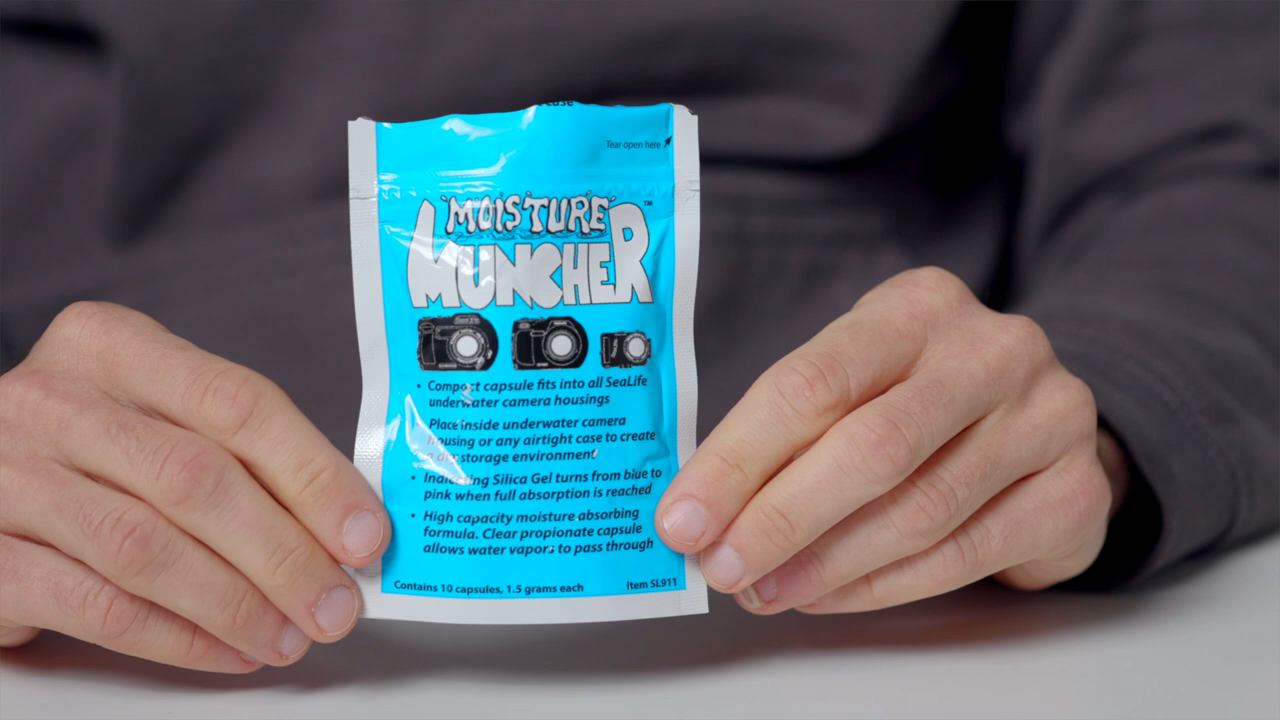 case
Tear open here
MOISTURE ™
MUNCHER
• Compact capsule fits into all SeaLife
underwater camera housings
Place inside underwater camera
housing or any airtight case to create
a dry storage environment
• Indicating Silica Gel turns from blue to
pink when full absorption is reached
• High capacity moisture absorbing
formula. Clear propionate capsule
allows water vapors to pass through
Contains 10 capsules, 1.5 grams each
Item SL911